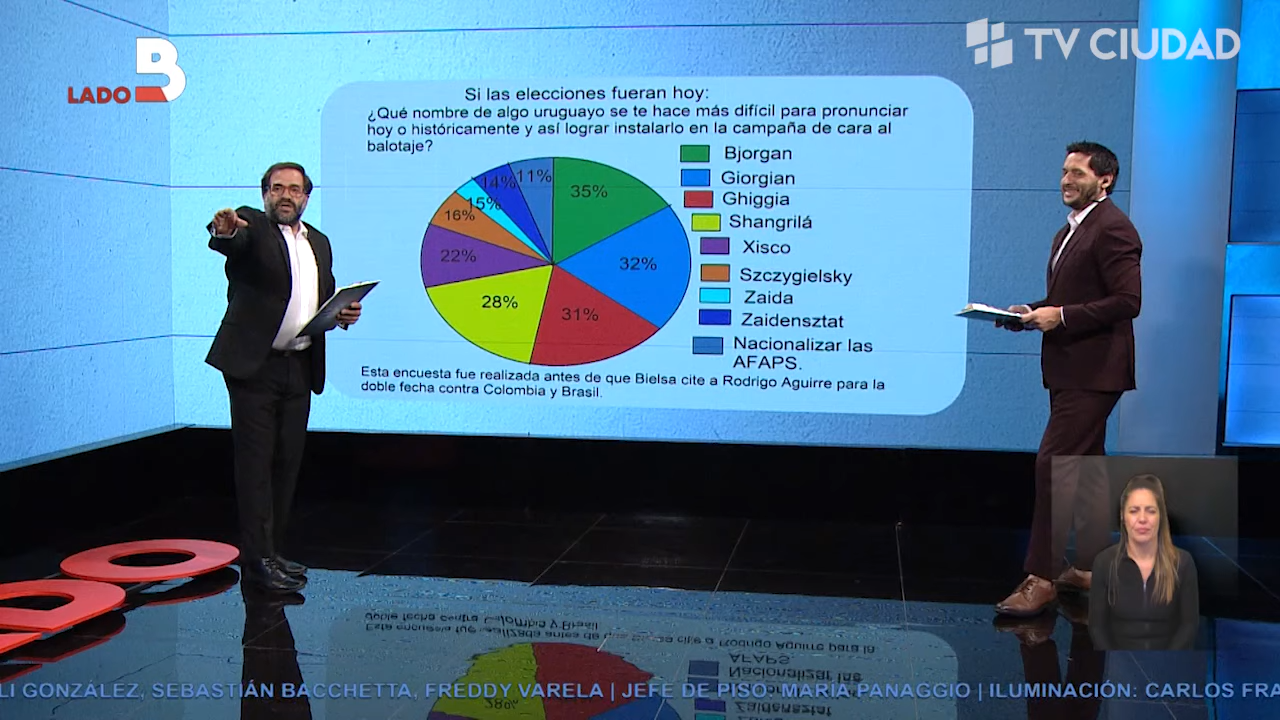 LADO B
TV CIUDAD
Si las elecciones fueran hoy:
¿Qué nombre de algo uruguayo se te hace más difícil para pronunciar
hoy o históricamente y así lograr instalarlo en la campaña de cara al
balotaje?
11%
14%
15%
16%
22%
28%
31%
32%
35%
Bjorgan
Giorgian
Ghiggia
Shangrilá
Xisco
Szczygielsky
Zaida
Zaidensztat
Nacionalizar las
AFAPS.
Esta encuesta fue realizada antes de que Bielsa cite a Rodrigo Aguirre para la
doble fecha contra Colombia y Brasil.
DO
LI GONZÁLEZ, SEBASTIÁN BACCHETTA, FREDDY VARELA | JEFE DE PISO: MARÍA PANAGGIO | ILUMINACIÓN: CARLOS FRA